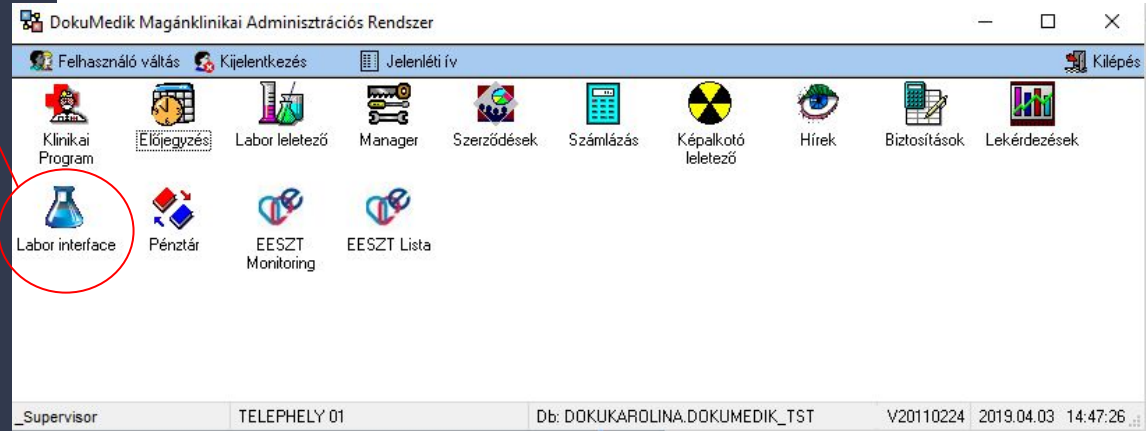 DokuMedik Magánklinikai Adminisztrációs Rendszer
Felhasználó váltás Kijelentkezés Jelenléti ív Kilépés
Klinikai Program Előjegyzés Labor leletező Manager Szerződések Számlázás Képalkotó leletező Hírek Biztosítások Lekérdezések
Labor interface Pénztár EESZT Monitoring EESZT Lista
_Supervisor TELEPHELY 01 Db: DOKUKAROLINA.DOKUMEDIK_TST V20110224 2019.04.03 14:47:26